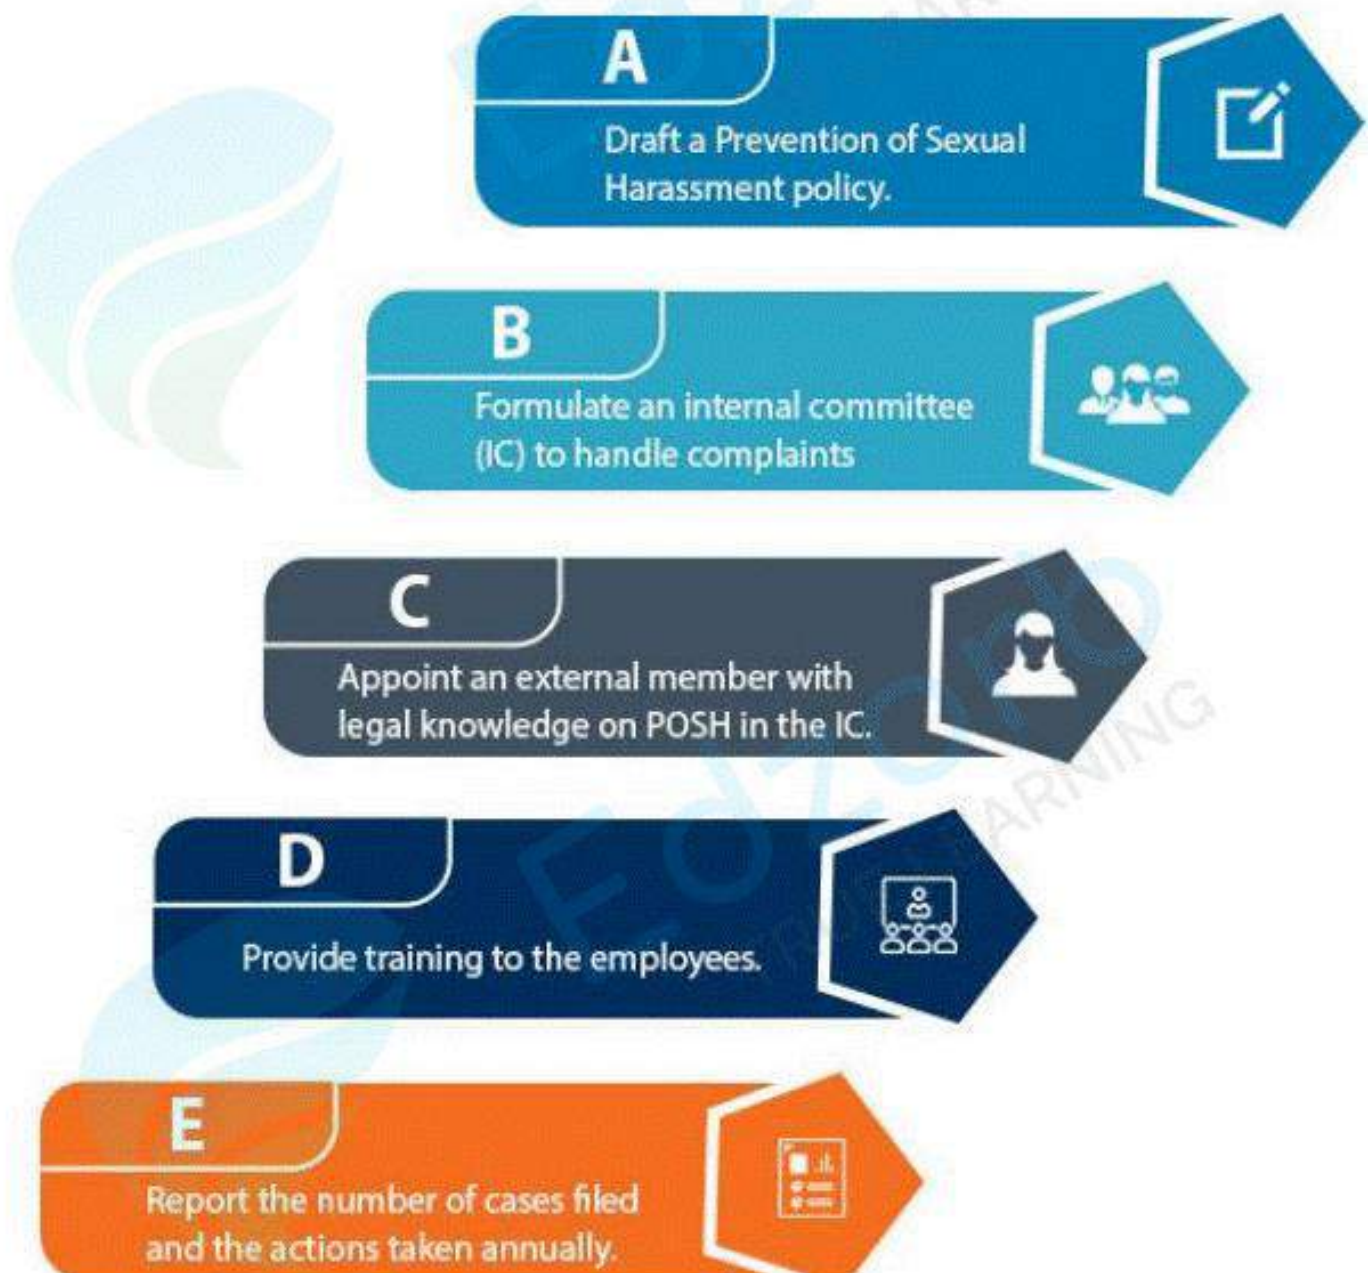 A
Draft a Prevention of Sexual
Harassment policy.
B
Formulate an internal committee
(IC) to handle complaints
C
Appoint an external member with
legal knowledge on POSH in the IC.
D
Provide training to the employees.
E
Report the number of cases filed
and the actions taken annually.